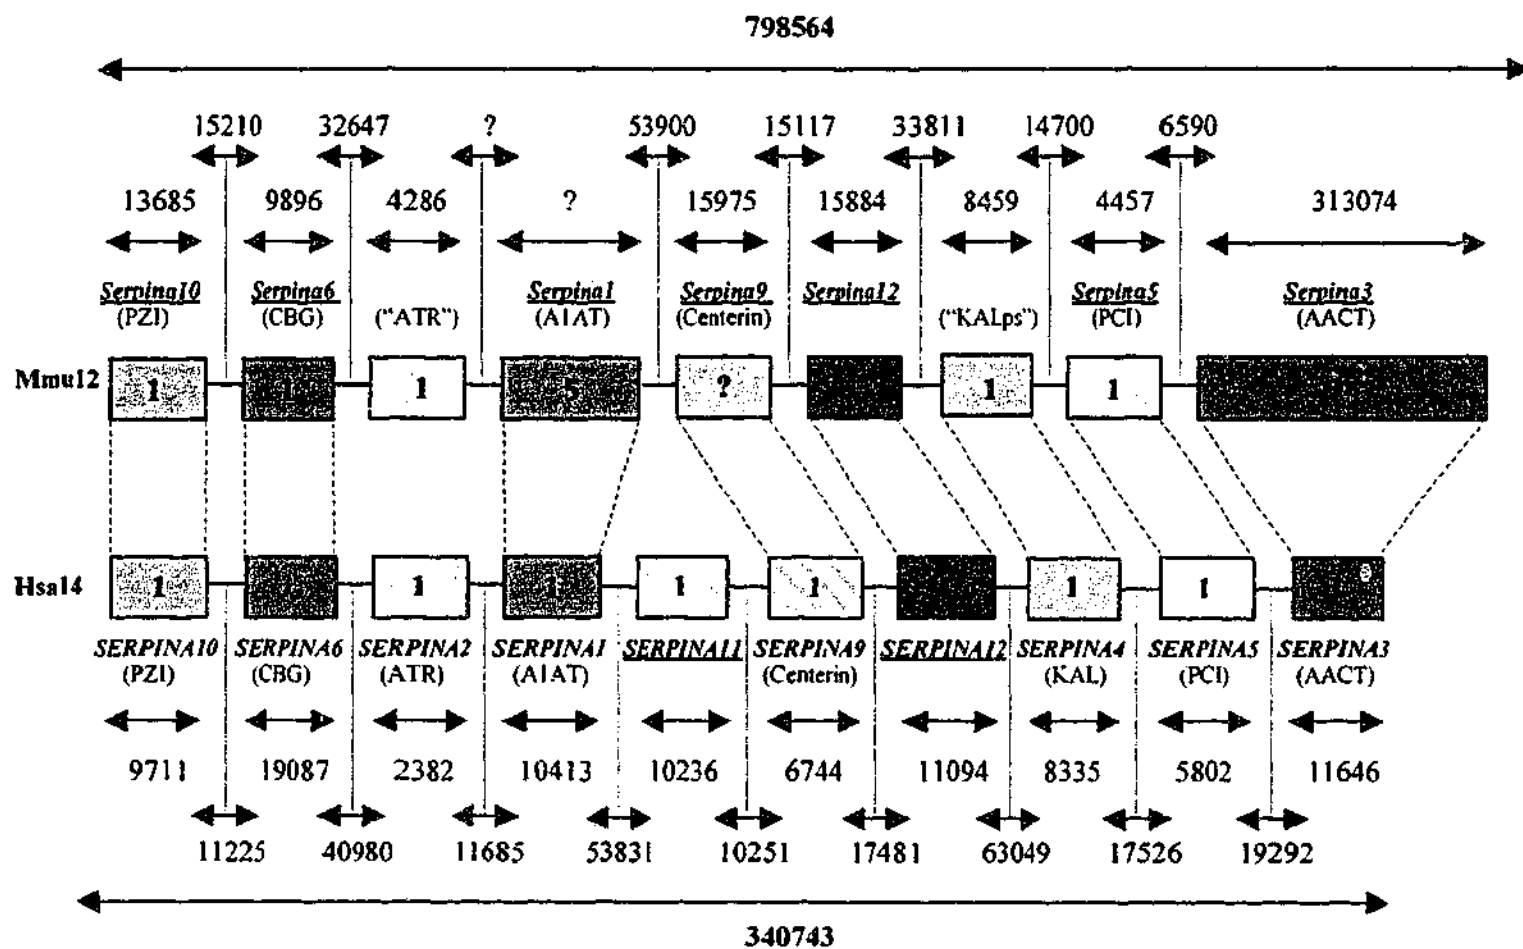 798564
15210 32647 ? 53900 15117 33811 14700 6590
13685 9896 4286 ? 15975 15884 8459 4457 313074
Serpina10 Serpina6 Serpina1 Serpina9 Serpina12 Serpina5 Serpina3
(PZI) (CBG) ("ATR") (A1AT) (Centerin) ("KALps") (PCI) (AACT)
Mmu12 1 1 1 5 ? 1 1
Hsa14 1 1 1 1 1 1 1 1
SERPINA10 SERPINA6 SERPINA2 SERPINA1 SERPINA11 SERPINA9 SERPINA12 SERPINA4 SERPINA5 SERPINA3
(PZI) (CBG) (ATR) (A1AT) (Centerin) (KAL) (PCI) (AACT)
9711 19087 2382 10413 10236 6744 11094 8335 5802 11646
11225 40980 11685 53831 10251 17481 63049 17526 19292
340743